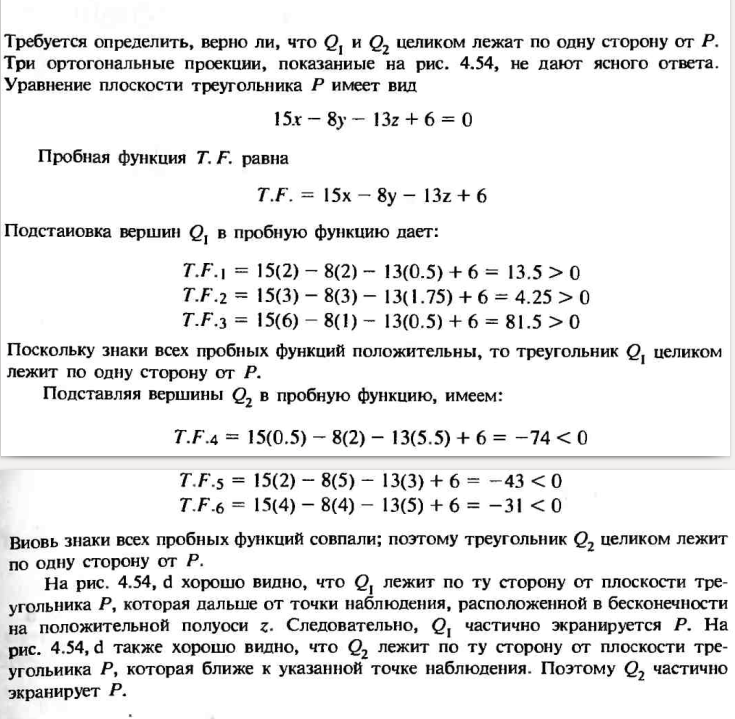 Требуется определить, верно ли, что Q₁ и Q₂ целиком лежат по одну сторону от P.
Три ортогональные проекции, показанные на рис. 4.54, не дают ясного ответа.
Уравнение плоскости треугольника P имеет вид
15x − 8y − 13z + 6 = 0
Пробная функция T. F. равна
T.F. = 15x − 8y − 13z + 6
Подстановка вершин Q₁ в пробную функцию дает:
T.F.₁ = 15(2) − 8(2) − 13(0.5) + 6 = 13.5 > 0
T.F.₂ = 15(3) − 8(3) − 13(1.75) + 6 = 4.25 > 0
T.F.₃ = 15(6) − 8(1) − 13(0.5) + 6 = 81.5 > 0
Поскольку знаки всех пробных функций положительны, то треугольник Q₁ целиком
лежит по одну сторону от P.
Подставляя вершины Q₂ в пробную функцию, имеем:
T.F.₄ = 15(0.5) − 8(2) − 13(5.5) + 6 = −74 < 0
T.F.₅ = 15(2) − 8(5) − 13(3) + 6 = −43 < 0
T.F.₆ = 15(4) − 8(4) − 13(5) + 6 = −31 < 0
Вновь знаки всех пробных функций совпали; поэтому треугольник Q₂ целиком лежит
по одну сторону от P.
На рис. 4.54, d хорошо видно, что Q₁ лежит по ту сторону от плоскости тре-
угольника P, которая дальше от точки наблюдения, расположенной в бесконечности
на положительной полуоси z. Следовательно, Q₁ частично экранируется P. На
рис. 4.54, d также хорошо видно, что Q₂ лежит по ту сторону от плоскости тре-
угольника P, которая ближе к указанной точке наблюдения. Поэтому Q₂ частично
экранирует P.